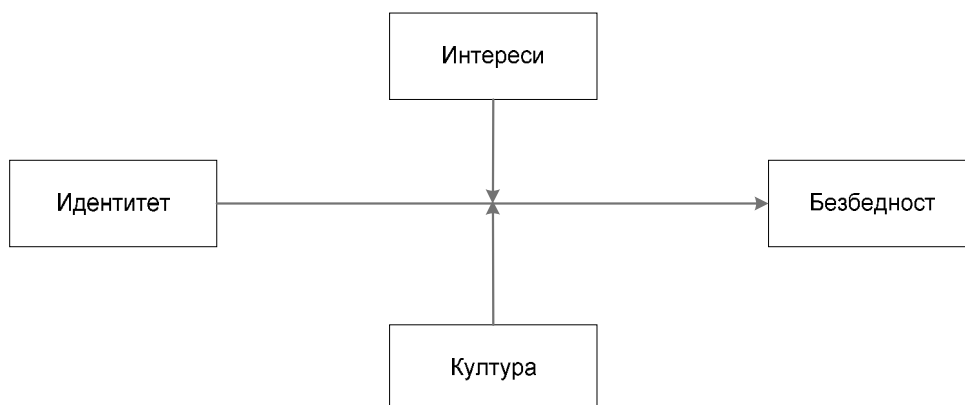 Интереси
Идентитет
Безбедност
Култура